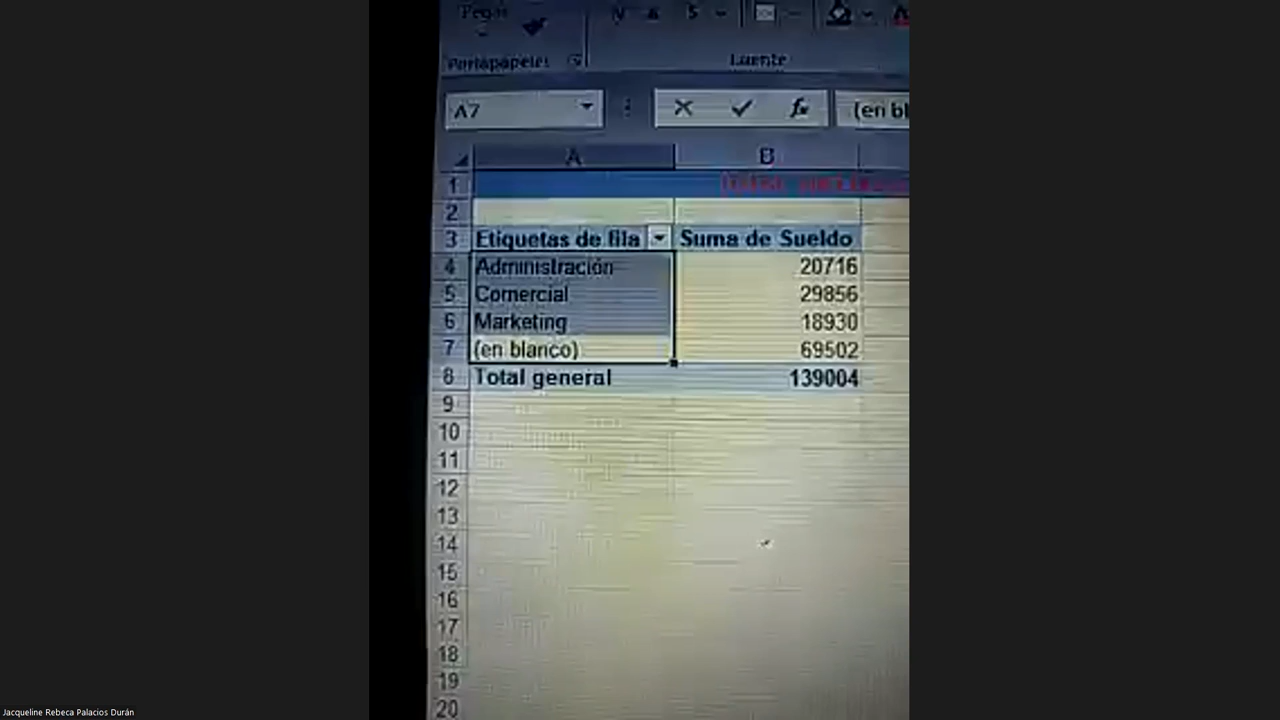 Pegar
N K S
Portapapeles
Fuente
A7
fx
(en bl
A
B
1
2
3 Etiquetas de fila Suma de Sueldo
4 Administración 20716
5 Comercial 29856
6 Marketing 18930
7 (en blanco) 69502
8 Total general 139004
9
10
11
12
13
14
15
16
17
18
19
20
Jacqueline Rebeca Palacios Durán